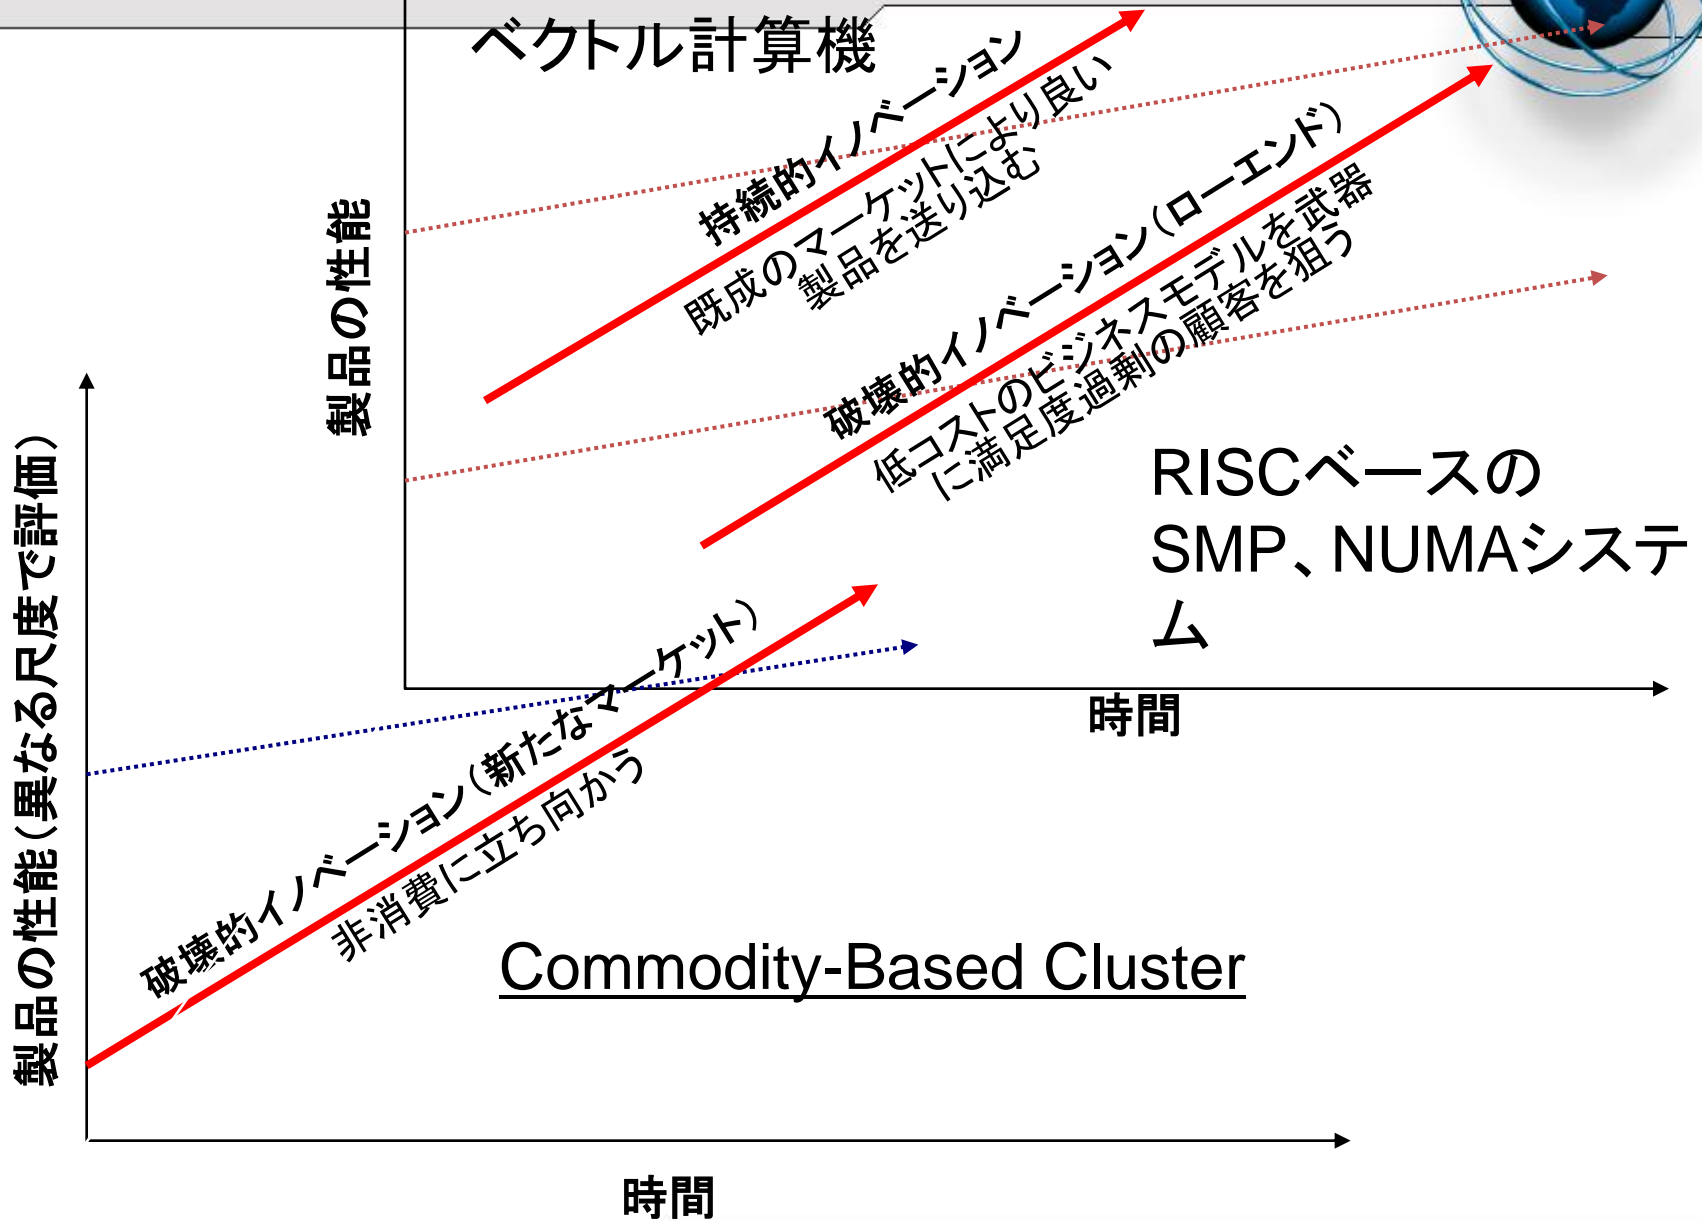 ベクトル計算機
持続的イノベーション
既成のマーケットにより良い
製品を送り込む
破壊的イノベーション(ローエンド)
低コストのビジネスモデルを武器
に満足度過剰の顧客を狙う
製品の性能
RISCベースの
SMP、NUMAシステ
ム
時間
製品の性能(異なる尺度で評価)
破壊的イノベーション(新たなマーケット)
非消費に立ち向かう
Commodity-Based Cluster
時間